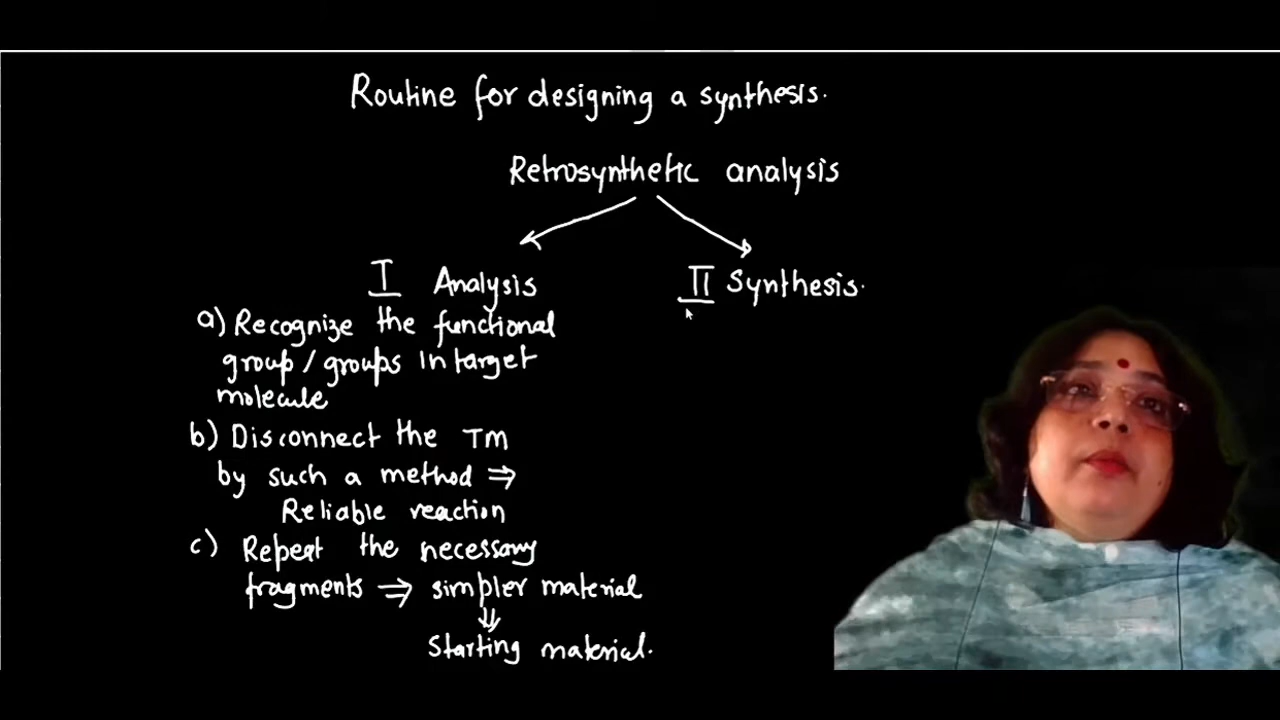 Routine for designing a synthesis.
Retrosynthetic analysis
I Analysis
a) Recognize the functional
group / groups in target
molecule
b) Disconnect the TM
by such a method ⇒
Reliable reaction
c) Repeat the necessary
fragments ⇒ simpler material
⇓
Starting material.
II Synthesis.